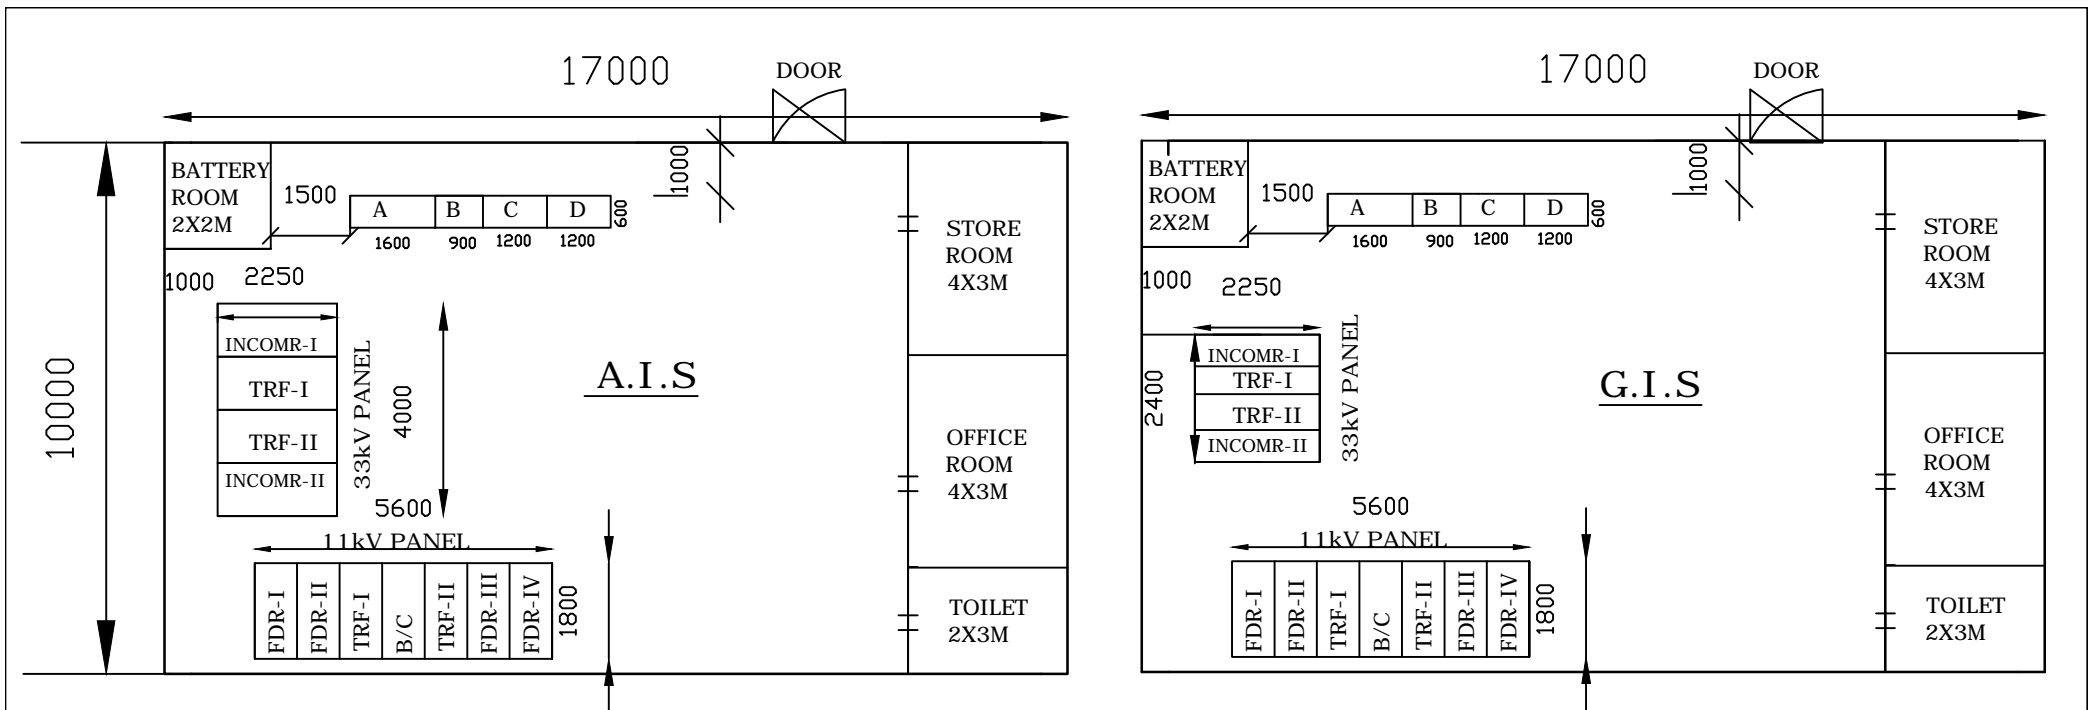 17000
DOOR
BATTERY
ROOM
2X2M
1500
A
B
C
D
600
1600
900
1200
1200
1000
STORE
ROOM
4X3M
1000
2250
INCOMR-I
TRF-I
TRF-II
INCOMR-II
33kV PANEL
4000
A.I.S
10000
OFFICE
ROOM
4X3M
5600
11kV PANEL
FDR-I
FDR-II
TRF-I
B/C
TRF-II
FDR-III
FDR-IV
1800
TOILET
2X3M
17000
DOOR
BATTERY
ROOM
2X2M
1500
A
B
C
D
600
1600
900
1200
1200
1000
STORE
ROOM
4X3M
1000
2250
INCOMR-I
TRF-I
TRF-II
INCOMR-II
33kV PANEL
2400
G.I.S
OFFICE
ROOM
4X3M
5600
11kV PANEL
FDR-I
FDR-II
TRF-I
B/C
TRF-II
FDR-III
FDR-IV
1800
TOILET
2X3M